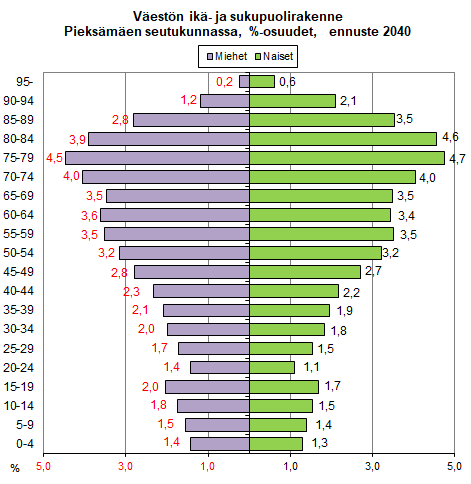 Väestön ikä- ja sukupuolirakenne
Pieksämäen seutukunnassa, %-osuudet, ennuste 2040
Miehet Naiset
95- 0,2 0,6
90-94 1,2 2,1
85-89 2,8 3,5
80-84 3,9 4,6
75-79 4,5 4,7
70-74 4,0 4,0
65-69 3,5 3,5
60-64 3,6 3,4
55-59 3,5 3,5
50-54 3,2 3,2
45-49 2,8 2,7
40-44 2,3 2,2
35-39 2,1 1,9
30-34 2,0 1,8
25-29 1,7 1,5
20-24 1,4 1,1
15-19 2,0 1,7
10-14 1,8 1,5
5-9 1,5 1,4
0-4 1,4 1,3
% 5,0 3,0 1,0 1,0 3,0 5,0